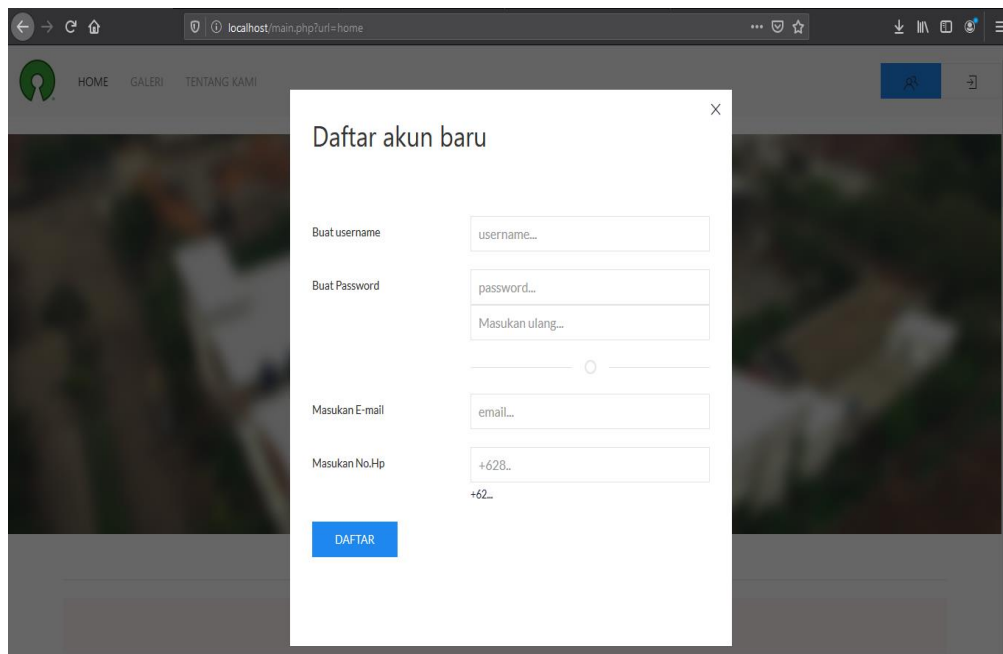 localhost/main.php?url=home
HOME GALERI TENTANG KAMI
Daftar akun baru
Buat username
username...
Buat Password
password...
Masukan ulang...
Masukan E-mail
email...
Masukan No.Hp
+628..
+62...
DAFTAR